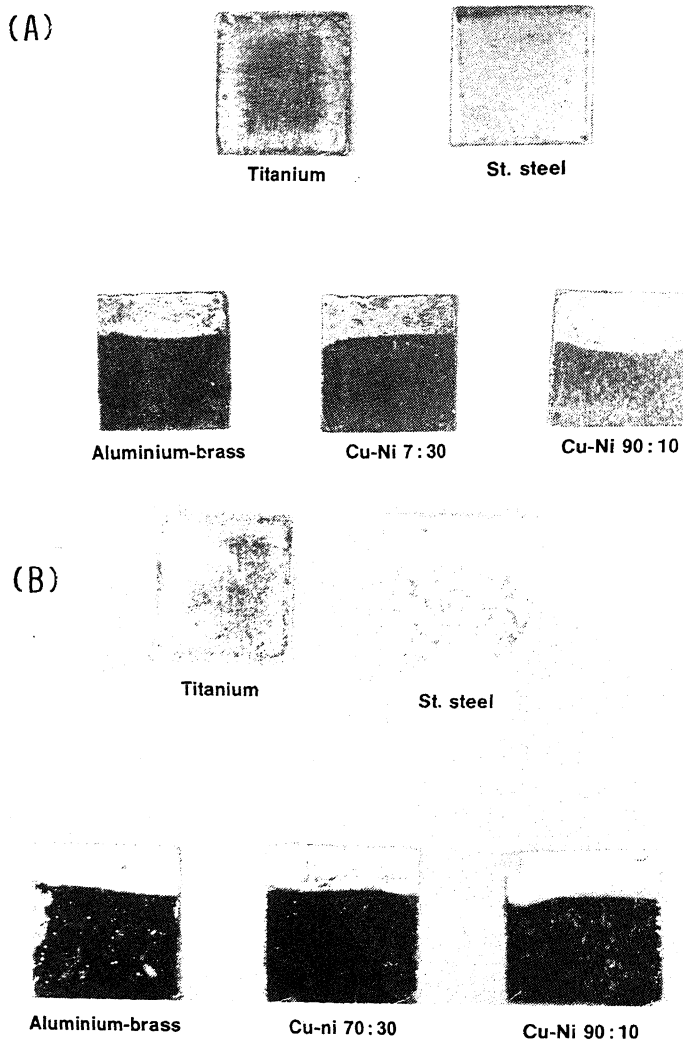 (A)
Titanium
St. steel
Aluminium-brass
Cu-Ni 7 : 30
Cu-Ni 90 : 10
(B)
Titanium
St. steel
Aluminium-brass
Cu-ni 70 : 30
Cu-Ni 90 : 10